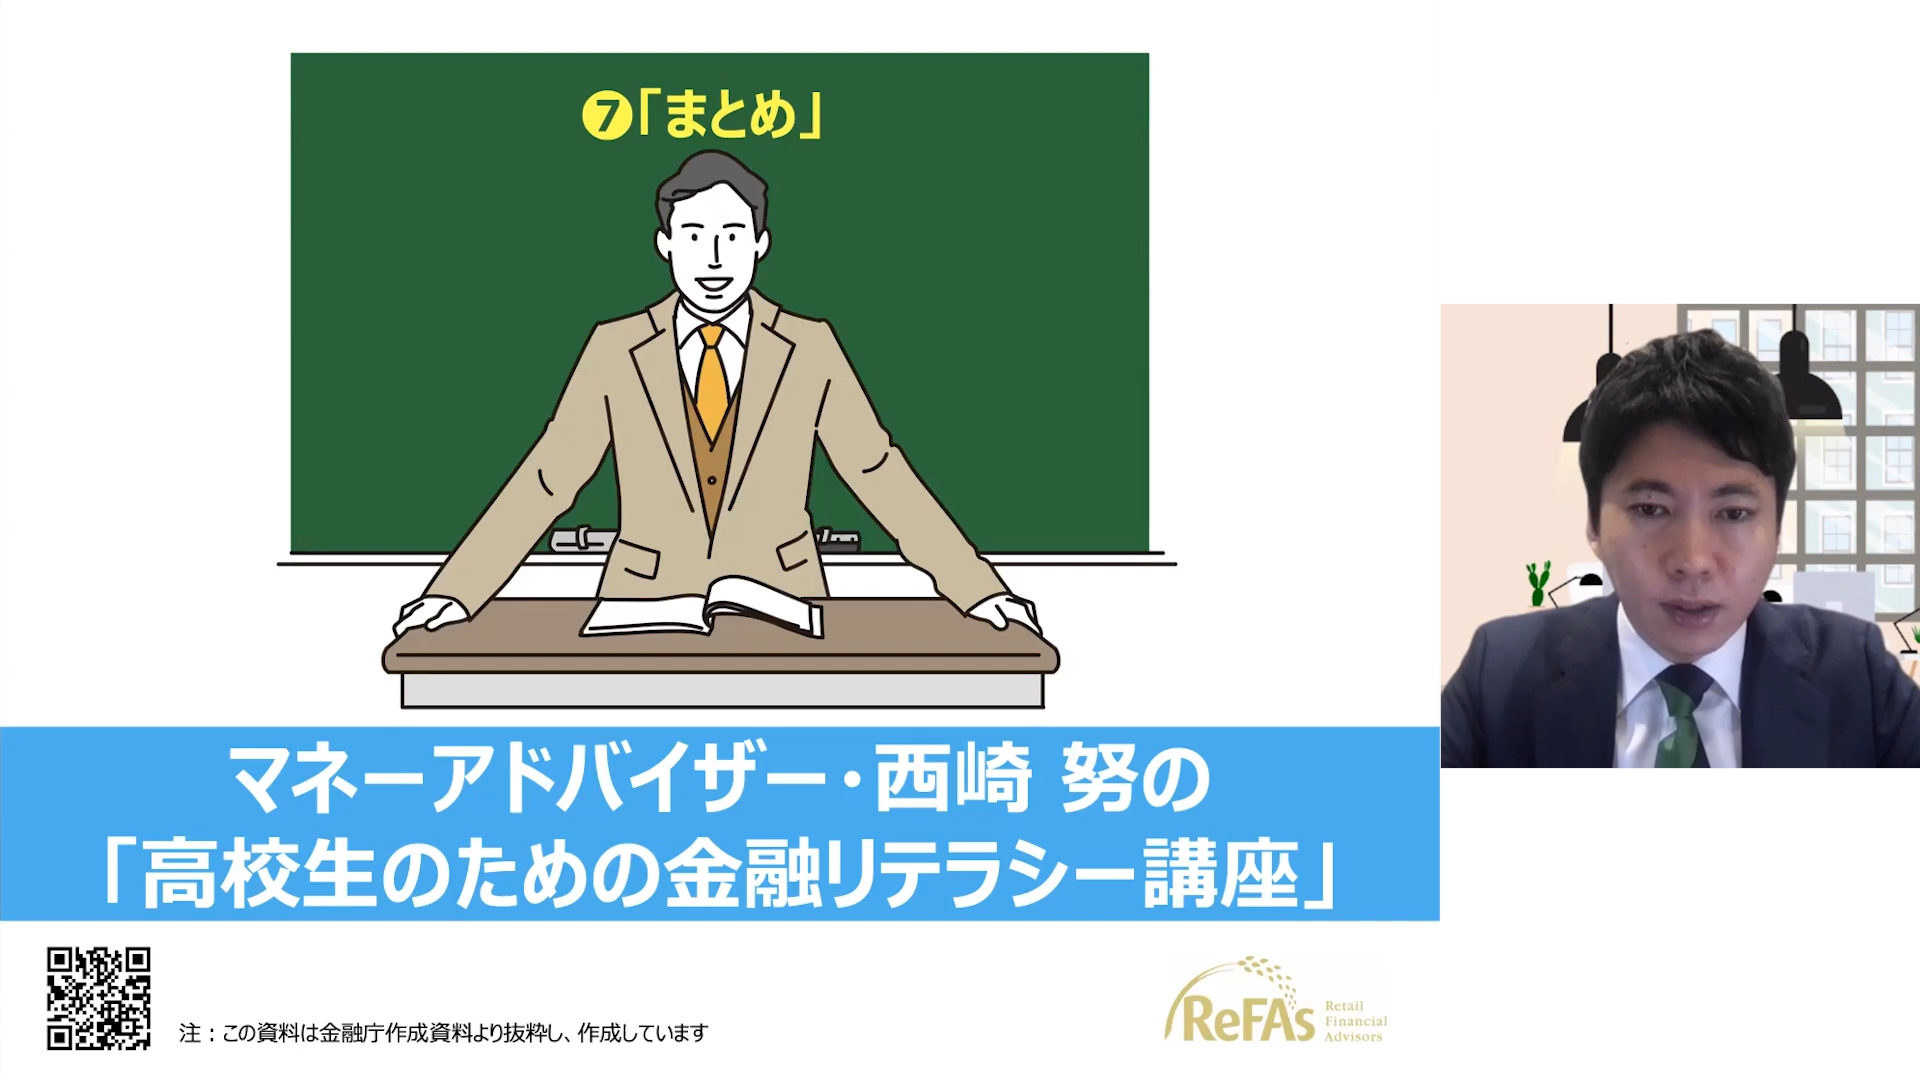 ❼「まとめ」
マネーアドバイザー・西崎 努の
「高校生のための金融リテラシー講座」
注：この資料は金融庁作成資料より抜粋し、作成しています
ReFAs
Retail
Financial
Advisors